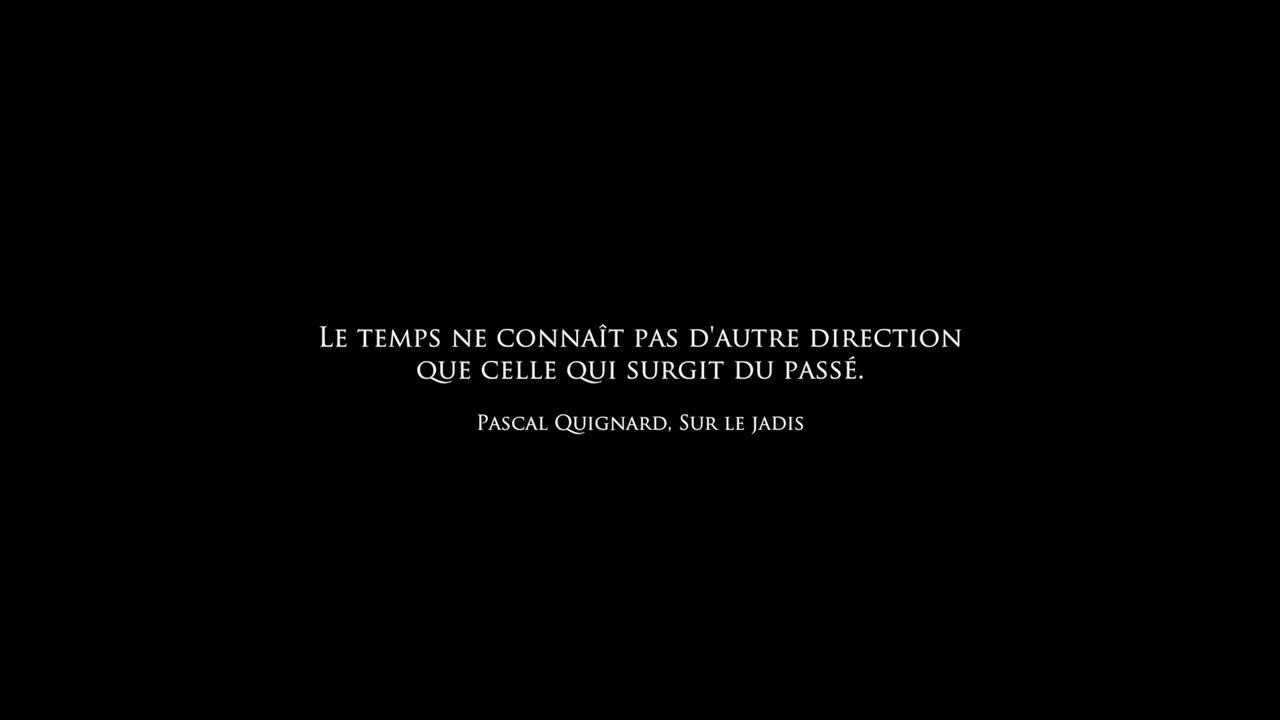 Le temps ne connaît pas d'autre direction
que celle qui surgit du passé.
Pascal Quignard, Sur le jadis